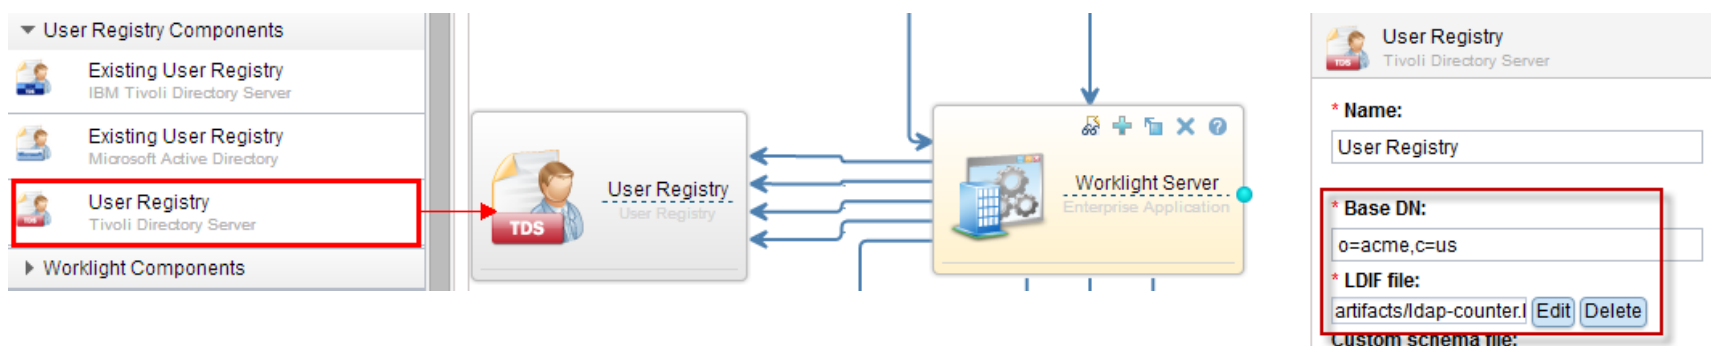 User Registry Components
Existing User Registry
IBM Tivoli Directory Server
Existing User Registry
Microsoft Active Directory
User Registry
Tivoli Directory Server
Worklight Components
TDS
User Registry
User Registry
Worklight Server
Enterprise Application
User Registry
Tivoli Directory Server
* Name:
User Registry
* Base DN:
o=acme,c=us
* LDIF file:
artifacts/ldap-counter.l Edit Delete
Custom schema file: